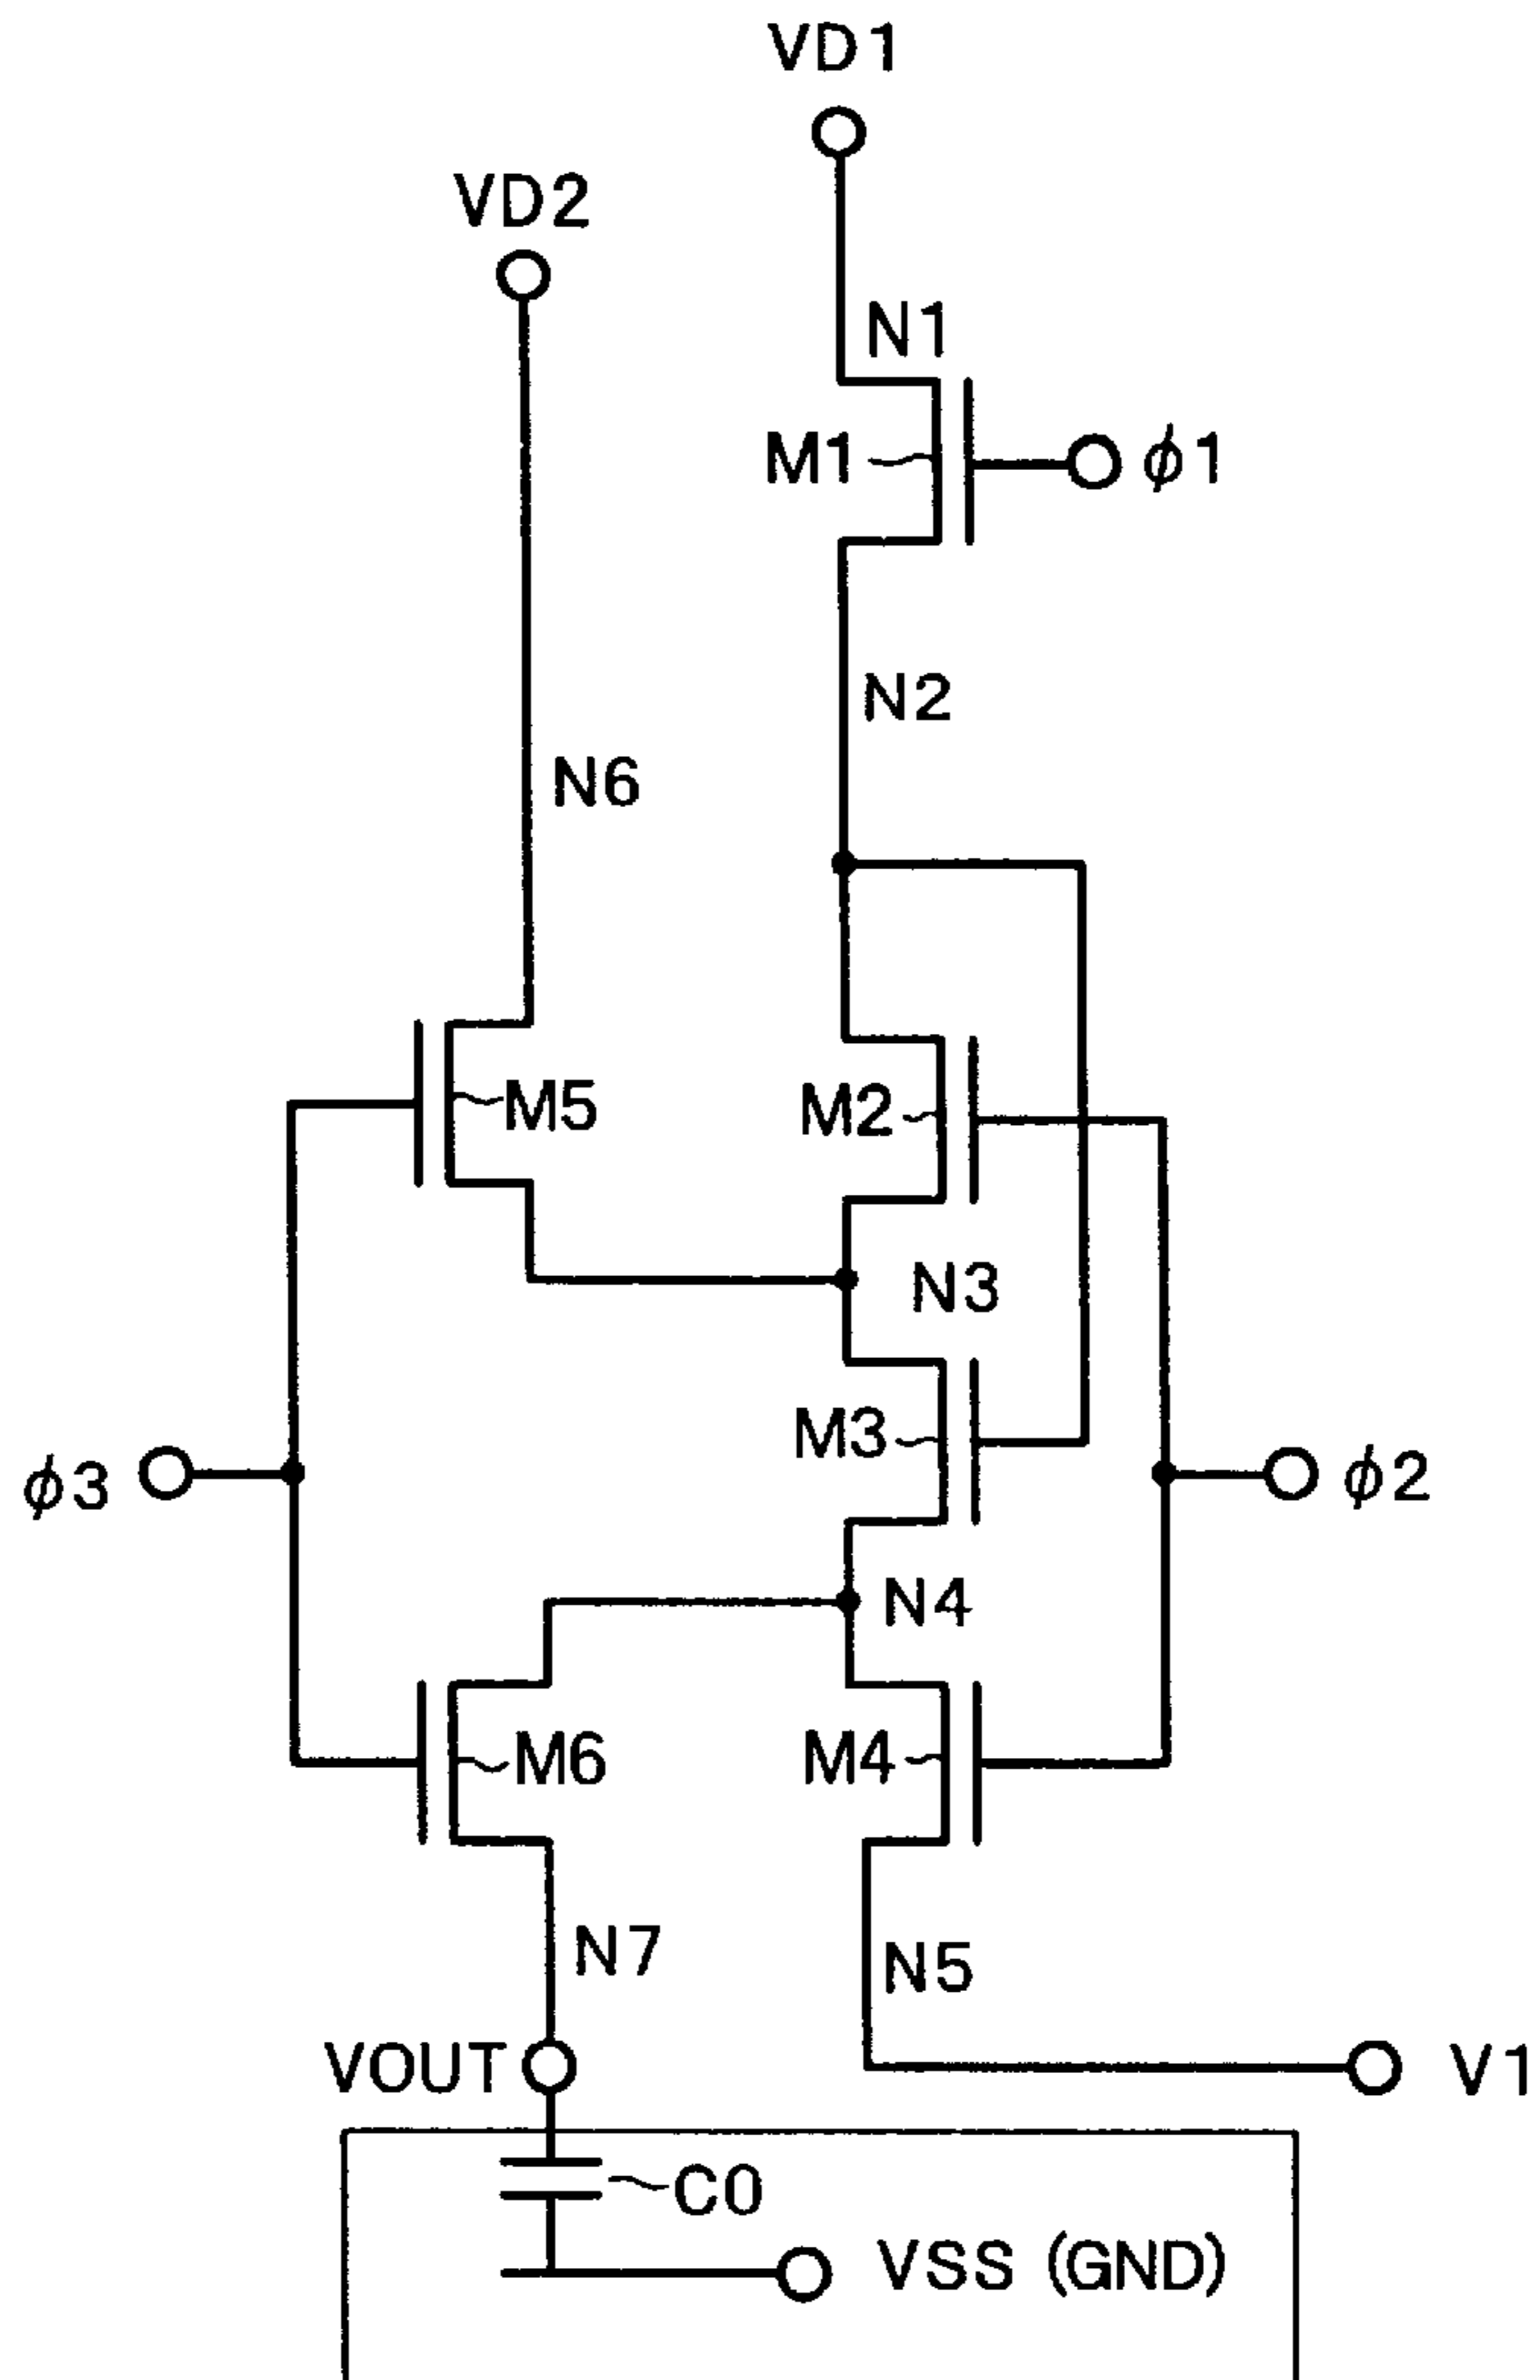 VD1
VD2
N1
M1
ϕ1
N2
N6
M5
M2
N3
M3
ϕ3
ϕ2
N4
M6
M4
N7
N5
VOUT
V1
C0
VSS (GND)